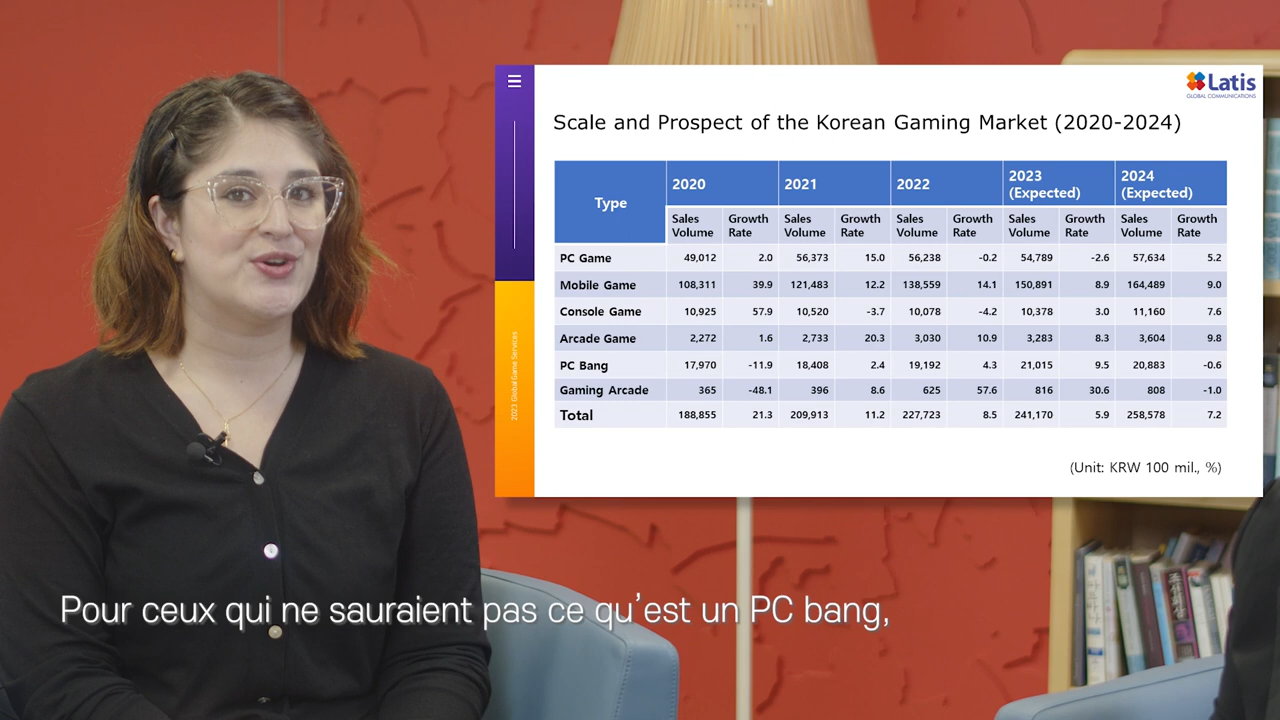 Latis
GLOBAL COMMUNICATIONS
Scale and Prospect of the Korean Gaming Market (2020-2024)
Type 2020 2021 2022 2023 (Expected) 2024 (Expected)
Sales Volume Growth Rate Sales Volume Growth Rate Sales Volume Growth Rate Sales Volume Growth Rate Sales Volume Growth Rate
PC Game 49,012 2.0 56,373 15.0 56,238 -0.2 54,789 -2.6 57,634 5.2
Mobile Game 108,311 39.9 121,483 12.2 138,559 14.1 150,891 8.9 164,489 9.0
Console Game 10,925 57.9 10,520 -3.7 10,078 -4.2 10,378 3.0 11,160 7.6
Arcade Game 2,272 1.6 2,733 20.3 3,030 10.9 3,283 8.3 3,604 9.8
PC Bang 17,970 -11.9 18,408 2.4 19,192 4.3 21,015 9.5 20,883 -0.6
Gaming Arcade 365 -48.1 396 8.6 625 57.6 816 30.6 808 -1.0
Total 188,855 21.3 209,913 11.2 227,723 8.5 241,170 5.9 258,578 7.2
(Unit: KRW 100 mil., %)
2023 Global Game Services
Pour ceux qui ne sauraient pas ce qu'est un PC bang,